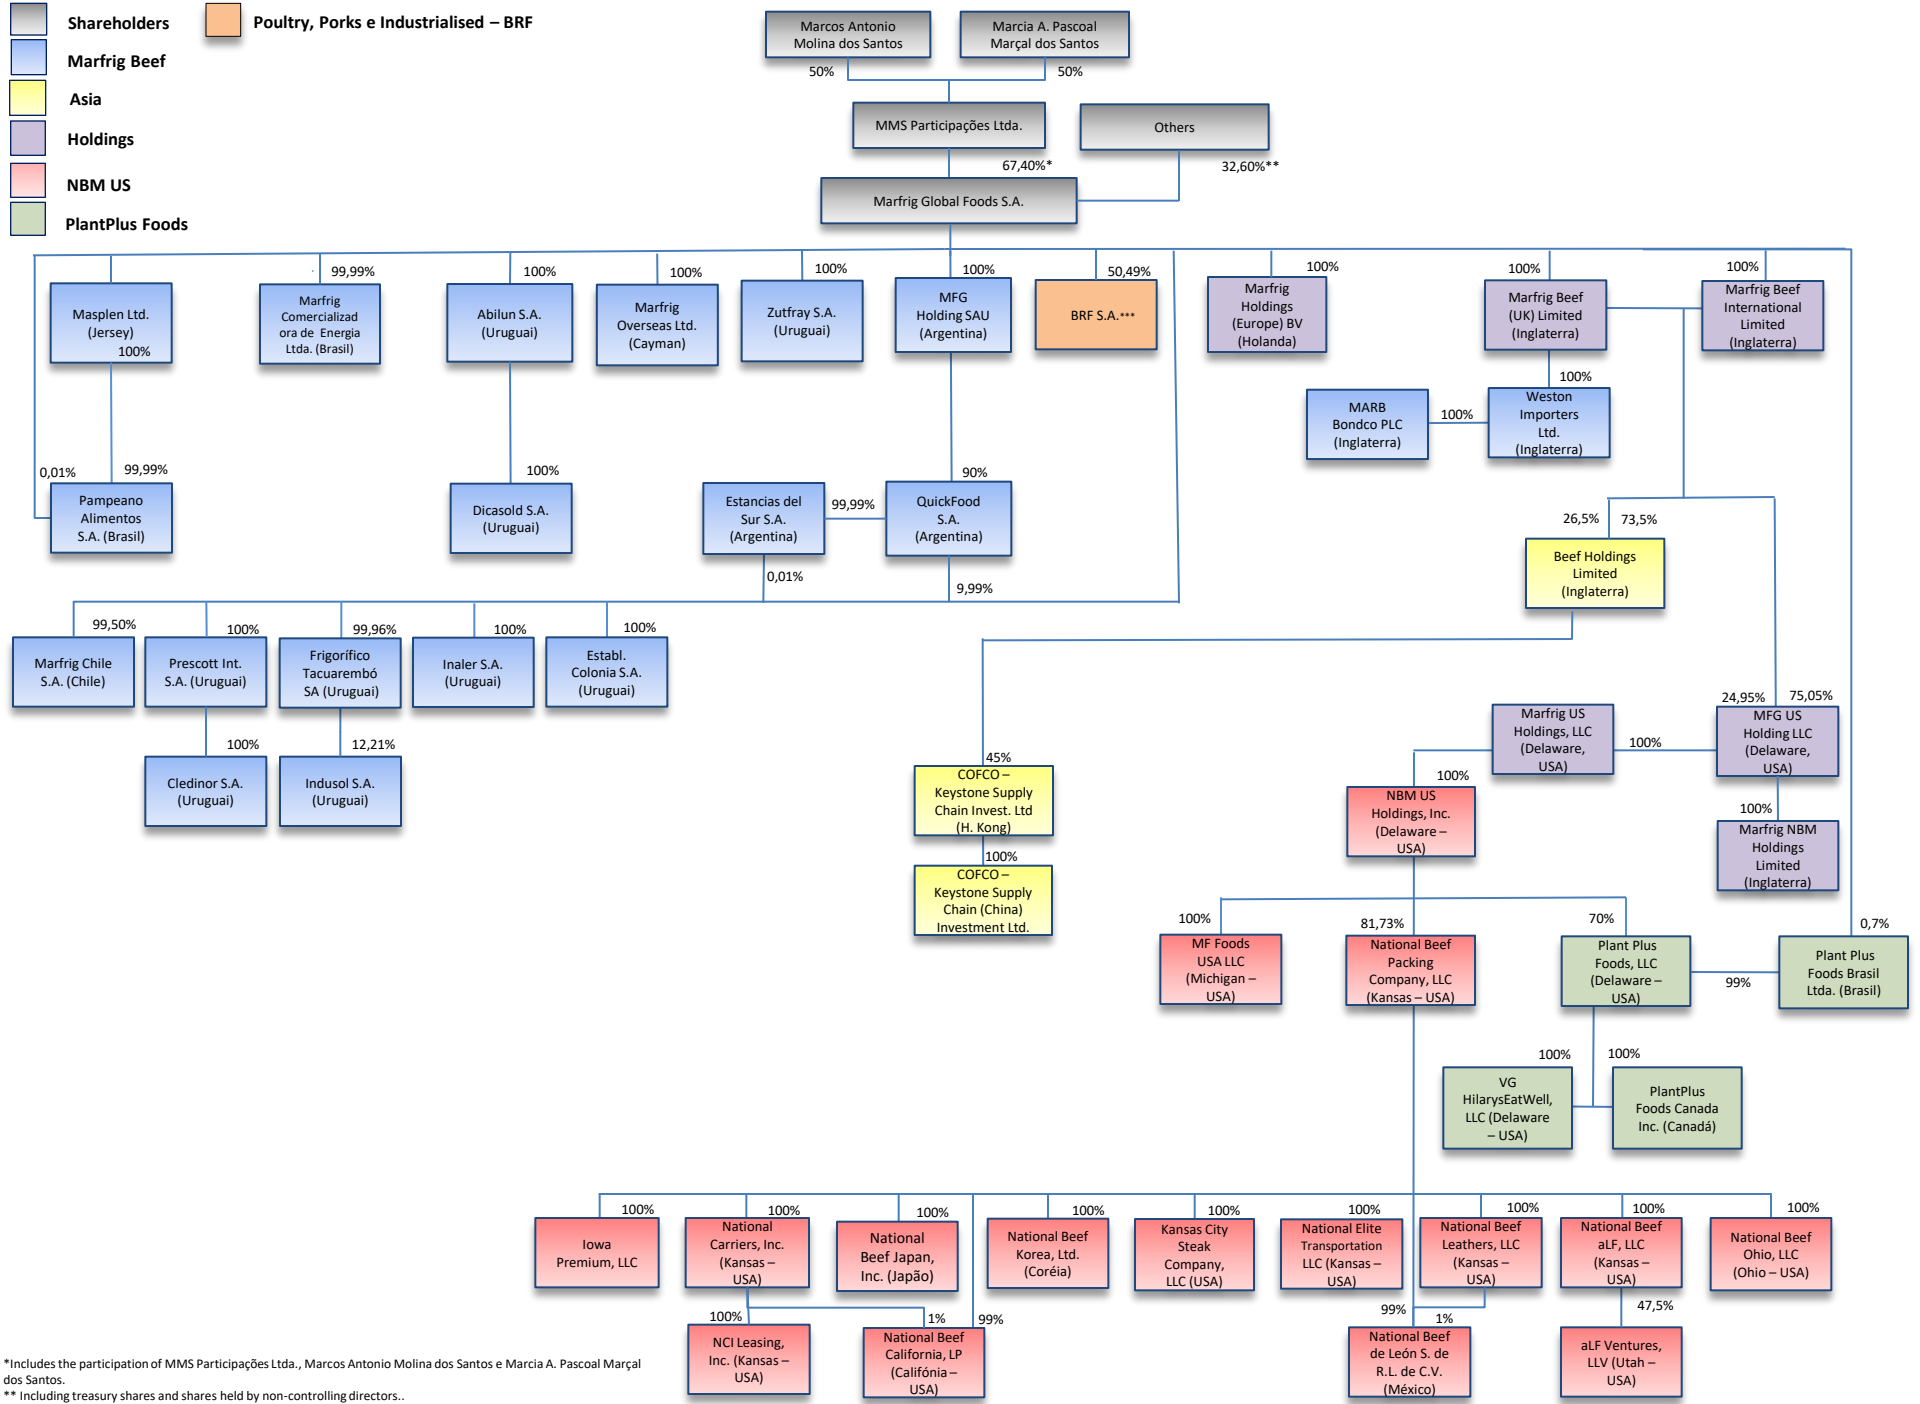 Shareholders
Poultry, Porks e Industrialised – BRF
Marfrig Beef
Asia
Holdings
NBM US
PlantPlus Foods
Marcos Antonio
Molina dos Santos
Marcia A. Pascoal
Marçal dos Santos
50%
50%
MMS Participações Ltda.
Others
67,40%*
32,60%**
Marfrig Global Foods S.A.
Masplen Ltd.
(Jersey)
100%
99,99%
Marfrig
Comercializad
ora de Energia
Ltda. (Brasil)
100%
Abilun S.A.
(Uruguai)
100%
Marfrig
Overseas Ltd.
(Cayman)
100%
Zutfray S.A.
(Uruguai)
100%
MFG
Holding SAU
(Argentina)
50,49%
BRF S.A.***
100%
Marfrig
Holdings
(Europe) BV
(Holanda)
100%
Marfrig Beef
(UK) Limited
(Inglaterra)
100%
Marfrig Beef
International
Limited
(Inglaterra)
100%
Weston
Importers
Ltd.
(Inglaterra)
100%
MARB
Bondco PLC
(Inglaterra)
0,01%
99,99%
Pampeano
Alimentos
S.A. (Brasil)
100%
Dicasold S.A.
(Uruguai)
Estancias del
Sur S.A.
(Argentina)
99,99%
90%
QuickFood
S.A.
(Argentina)
0,01%
9,99%
26,5%
73,5%
Beef Holdings
Limited
(Inglaterra)
99,50%
Marfrig Chile
S.A. (Chile)
100%
Prescott Int.
S.A. (Uruguai)
99,96%
Frigorífico
Tacuarembó
SA (Uruguai)
100%
Inaler S.A.
(Uruguai)
100%
Establ.
Colonia S.A.
(Uruguai)
100%
Cledinor S.A.
(Uruguai)
12,21%
Indusol S.A.
(Uruguai)
45%
COFCO –
Keystone Supply
Chain Invest. Ltd
(H. Kong)
100%
COFCO –
Keystone Supply
Chain (China)
Investment Ltd.
24,95%
75,05%
Marfrig US
Holdings, LLC
(Delaware,
USA)
100%
MFG US
Holding LLC
(Delaware,
USA)
100%
NBM US
Holdings, Inc.
(Delaware –
USA)
100%
Marfrig NBM
Holdings
Limited
(Inglaterra)
100%
MF Foods
USA LLC
(Michigan –
USA)
81,73%
National Beef
Packing
Company, LLC
(Kansas – USA)
70%
Plant Plus
Foods, LLC
(Delaware –
USA)
99%
0,7%
Plant Plus
Foods Brasil
Ltda. (Brasil)
100%
VG
HilarysEatWell,
LLC (Delaware
– USA)
100%
PlantPlus
Foods Canada
Inc. (Canadá)
100%
Iowa
Premium, LLC
100%
National
Carriers, Inc.
(Kansas –
USA)
100%
National
Beef Japan,
Inc. (Japão)
100%
National Beef
Korea, Ltd.
(Coréia)
100%
Kansas City
Steak
Company,
LLC (USA)
100%
National Elite
Transportation
LLC (Kansas –
USA)
100%
National Beef
Leathers, LLC
(Kansas –
USA)
100%
National Beef
aLF, LLC
(Kansas –
USA)
100%
National Beef
Ohio, LLC
(Ohio – USA)
100%
NCI Leasing,
Inc. (Kansas –
USA)
1%
99%
National Beef
California, LP
(Califónia –
USA)
99%
1%
National Beef
de León S. de
R.L. de C.V.
(México)
47,5%
aLF Ventures,
LLV (Utah –
USA)
*Includes the participation of MMS Participações Ltda., Marcos Antonio Molina dos Santos e Marcia A. Pascoal Marçal
dos Santos.
** Including treasury shares and shares held by non-controlling directors..